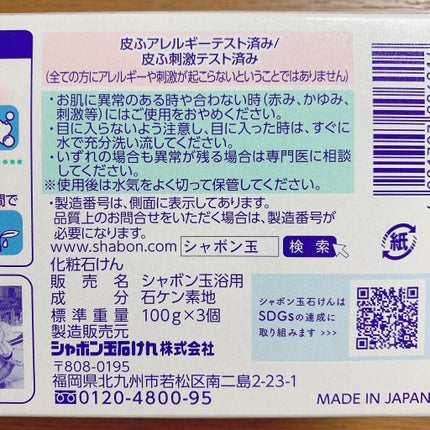 皮ふアレルギーテスト済み/
皮ふ刺激テスト済み
(全ての方にアレルギーや刺激が起こらないということではありません)
・お肌に異常のある時や合わない時(赤み、かゆみ、
刺激等)にはご使用をおやめください。
・目に入らないよう注意し、目に入った時は、すぐに
水で充分洗い流してください。
・いずれの場合も異常が残る場合は専門医に相談
してください。
※使用後は水気をよく切って保管してください。
・製造番号は、側面に表示してあります。
品質上のお問合せをいただく場合は、製造番号が
必要になります。
www.shabon.com シャボン玉 検索
化粧石けん
販売名 シャボン玉浴用
成分 石ケン素地
標準重量 100g×3個
製造販売元
シャボン玉石けん株式会社
〒808-0195
福岡県北九州市若松区南二島2-23-1
0120-4800-95
間で
紙
シャボン玉石けんは
SDGsの達成に
取り組みます
MADE IN JAPAN